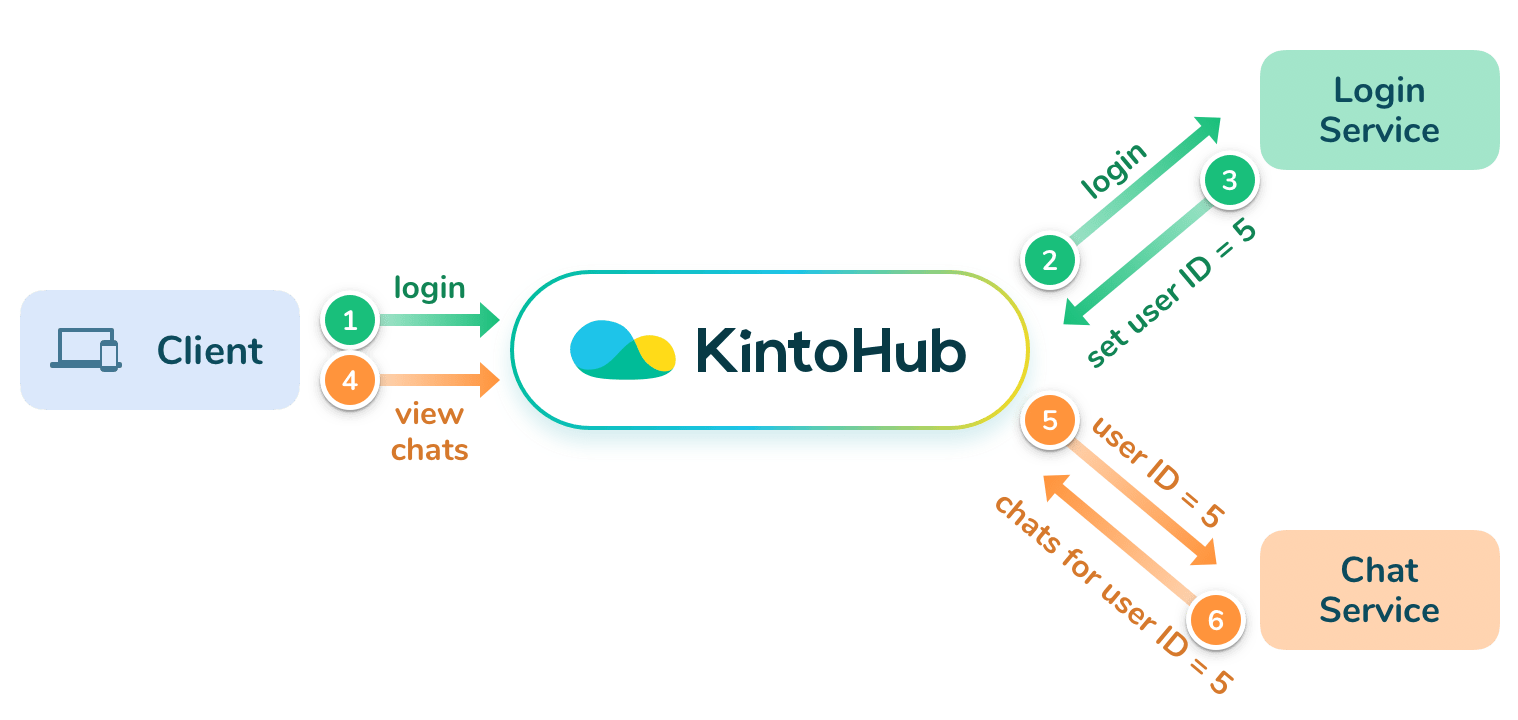 Client
1
login
4
view
chats
KintoHub
2
login
3
set user ID = 5
Login
Service
5
user ID = 5
6
chats for user ID = 5
Chat
Service